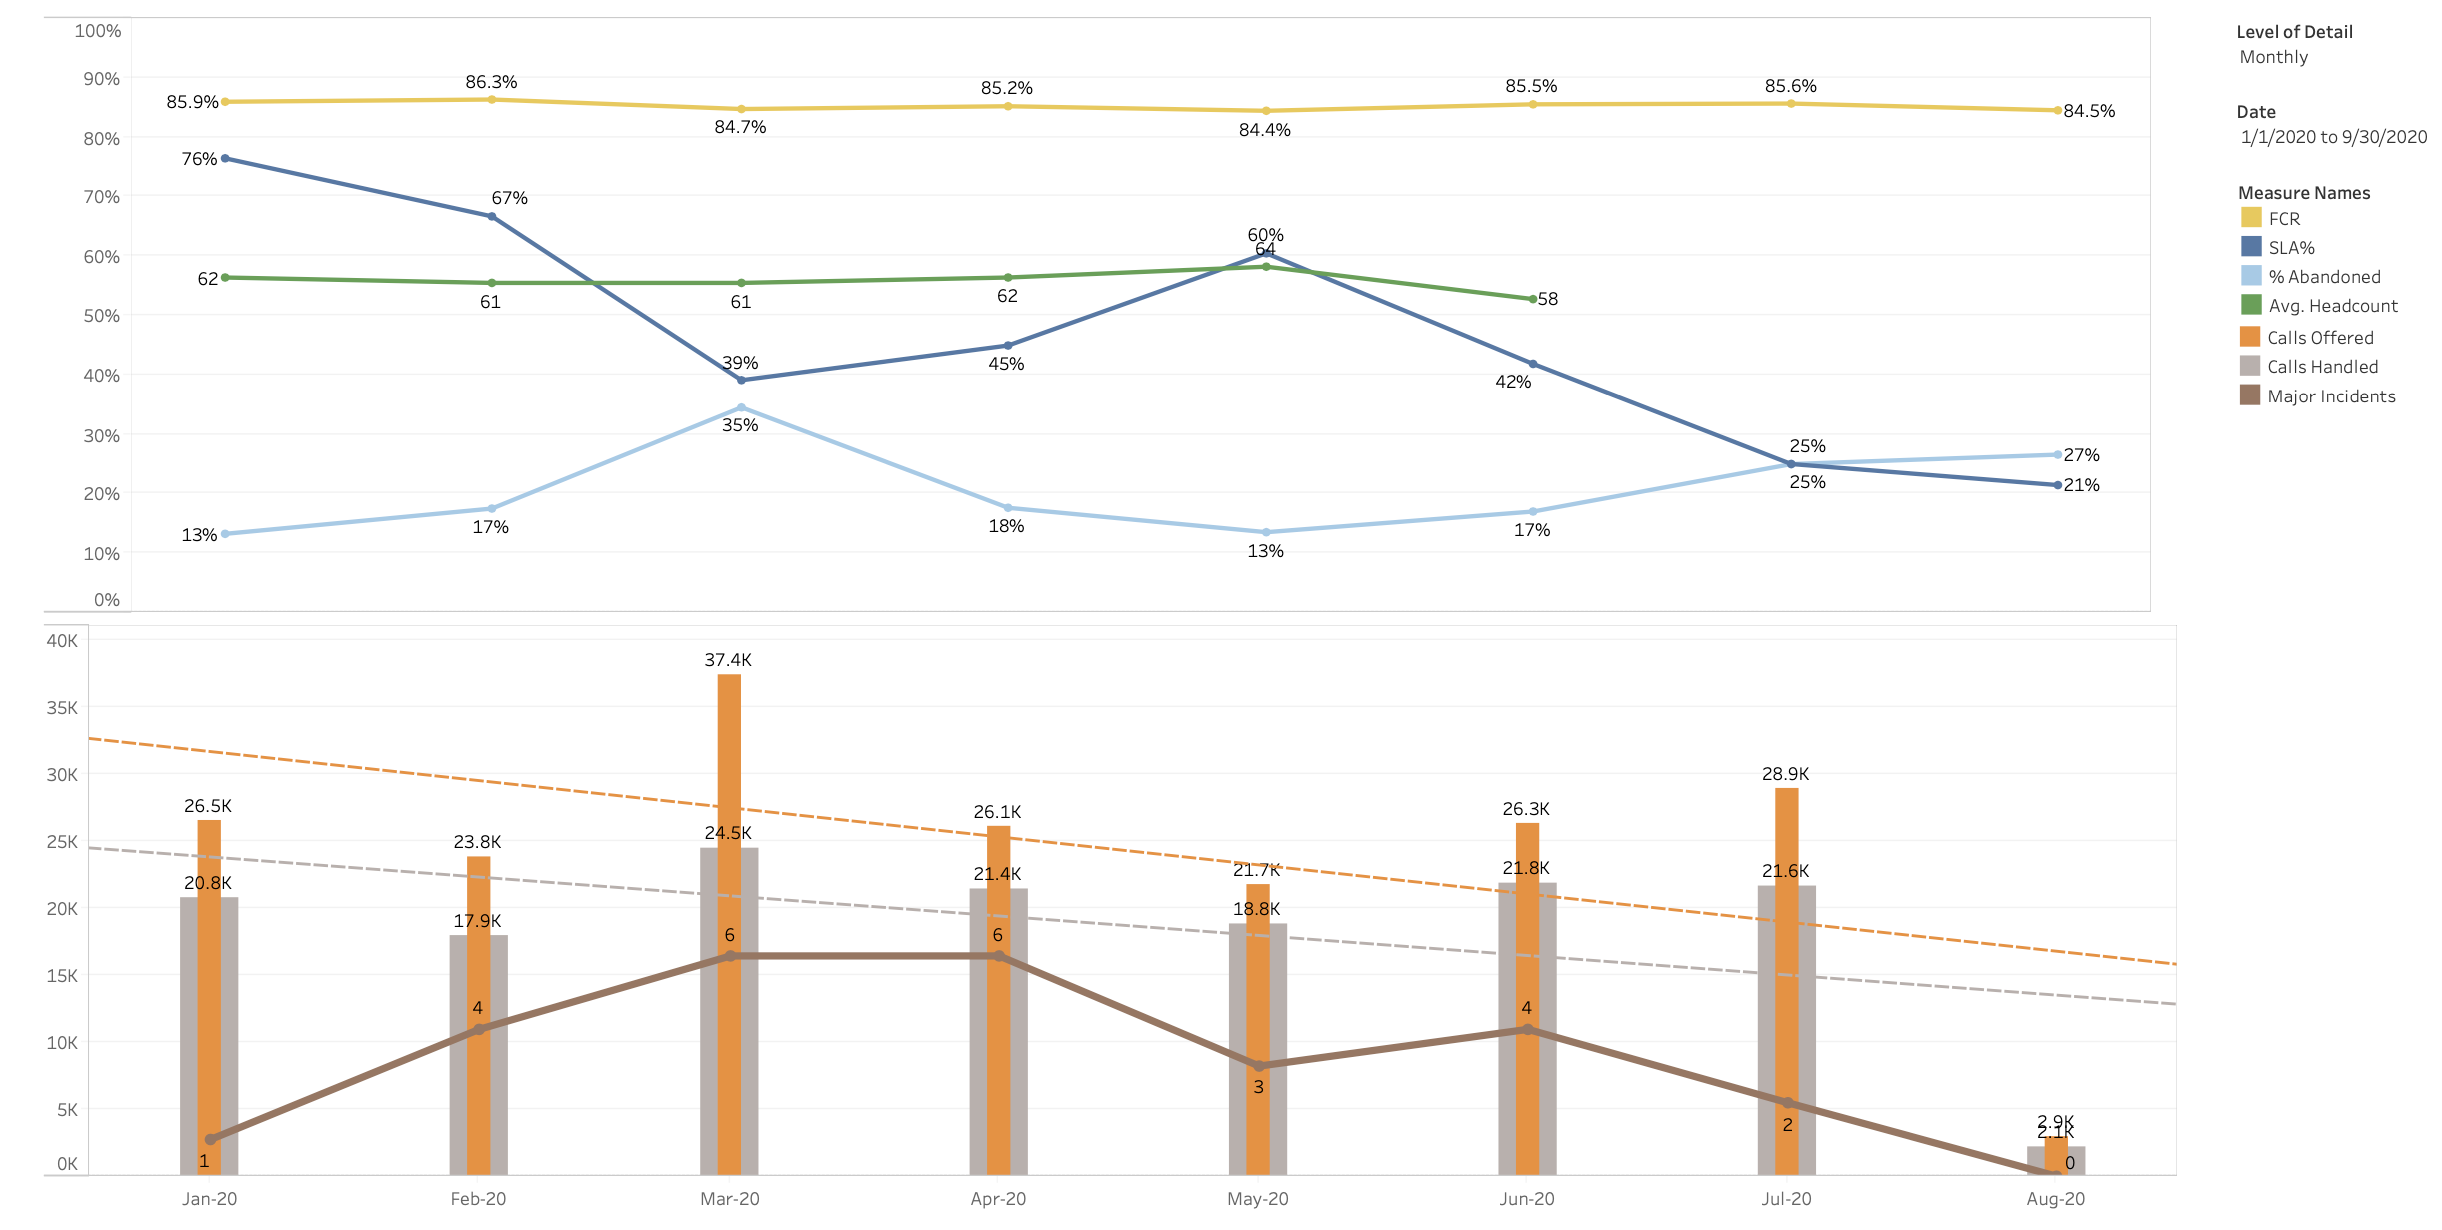 100%
90%
80%
70%
60%
50%
40%
30%
20%
10%
0%
85.9%
86.3%
84.7%
85.2%
84.4%
85.5%
85.6%
84.5%
76%
67%
39%
45%
60%
42%
25%
21%
62
61
61
62
64
58
13%
17%
35%
18%
13%
17%
25%
27%
Level of Detail
Monthly
Date
1/1/2020 to 9/30/2020
Measure Names
FCR
SLA%
% Abandoned
Avg. Headcount
Calls Offered
Calls Handled
Major Incidents
40K
35K
30K
25K
20K
15K
10K
5K
0K
26.5K
23.8K
37.4K
26.1K
21.7K
26.3K
28.9K
2.9K
20.8K
17.9K
24.5K
21.4K
18.8K
21.8K
21.6K
2.1K
1
4
6
6
3
4
2
0
Jan-20
Feb-20
Mar-20
Apr-20
May-20
Jun-20
Jul-20
Aug-20